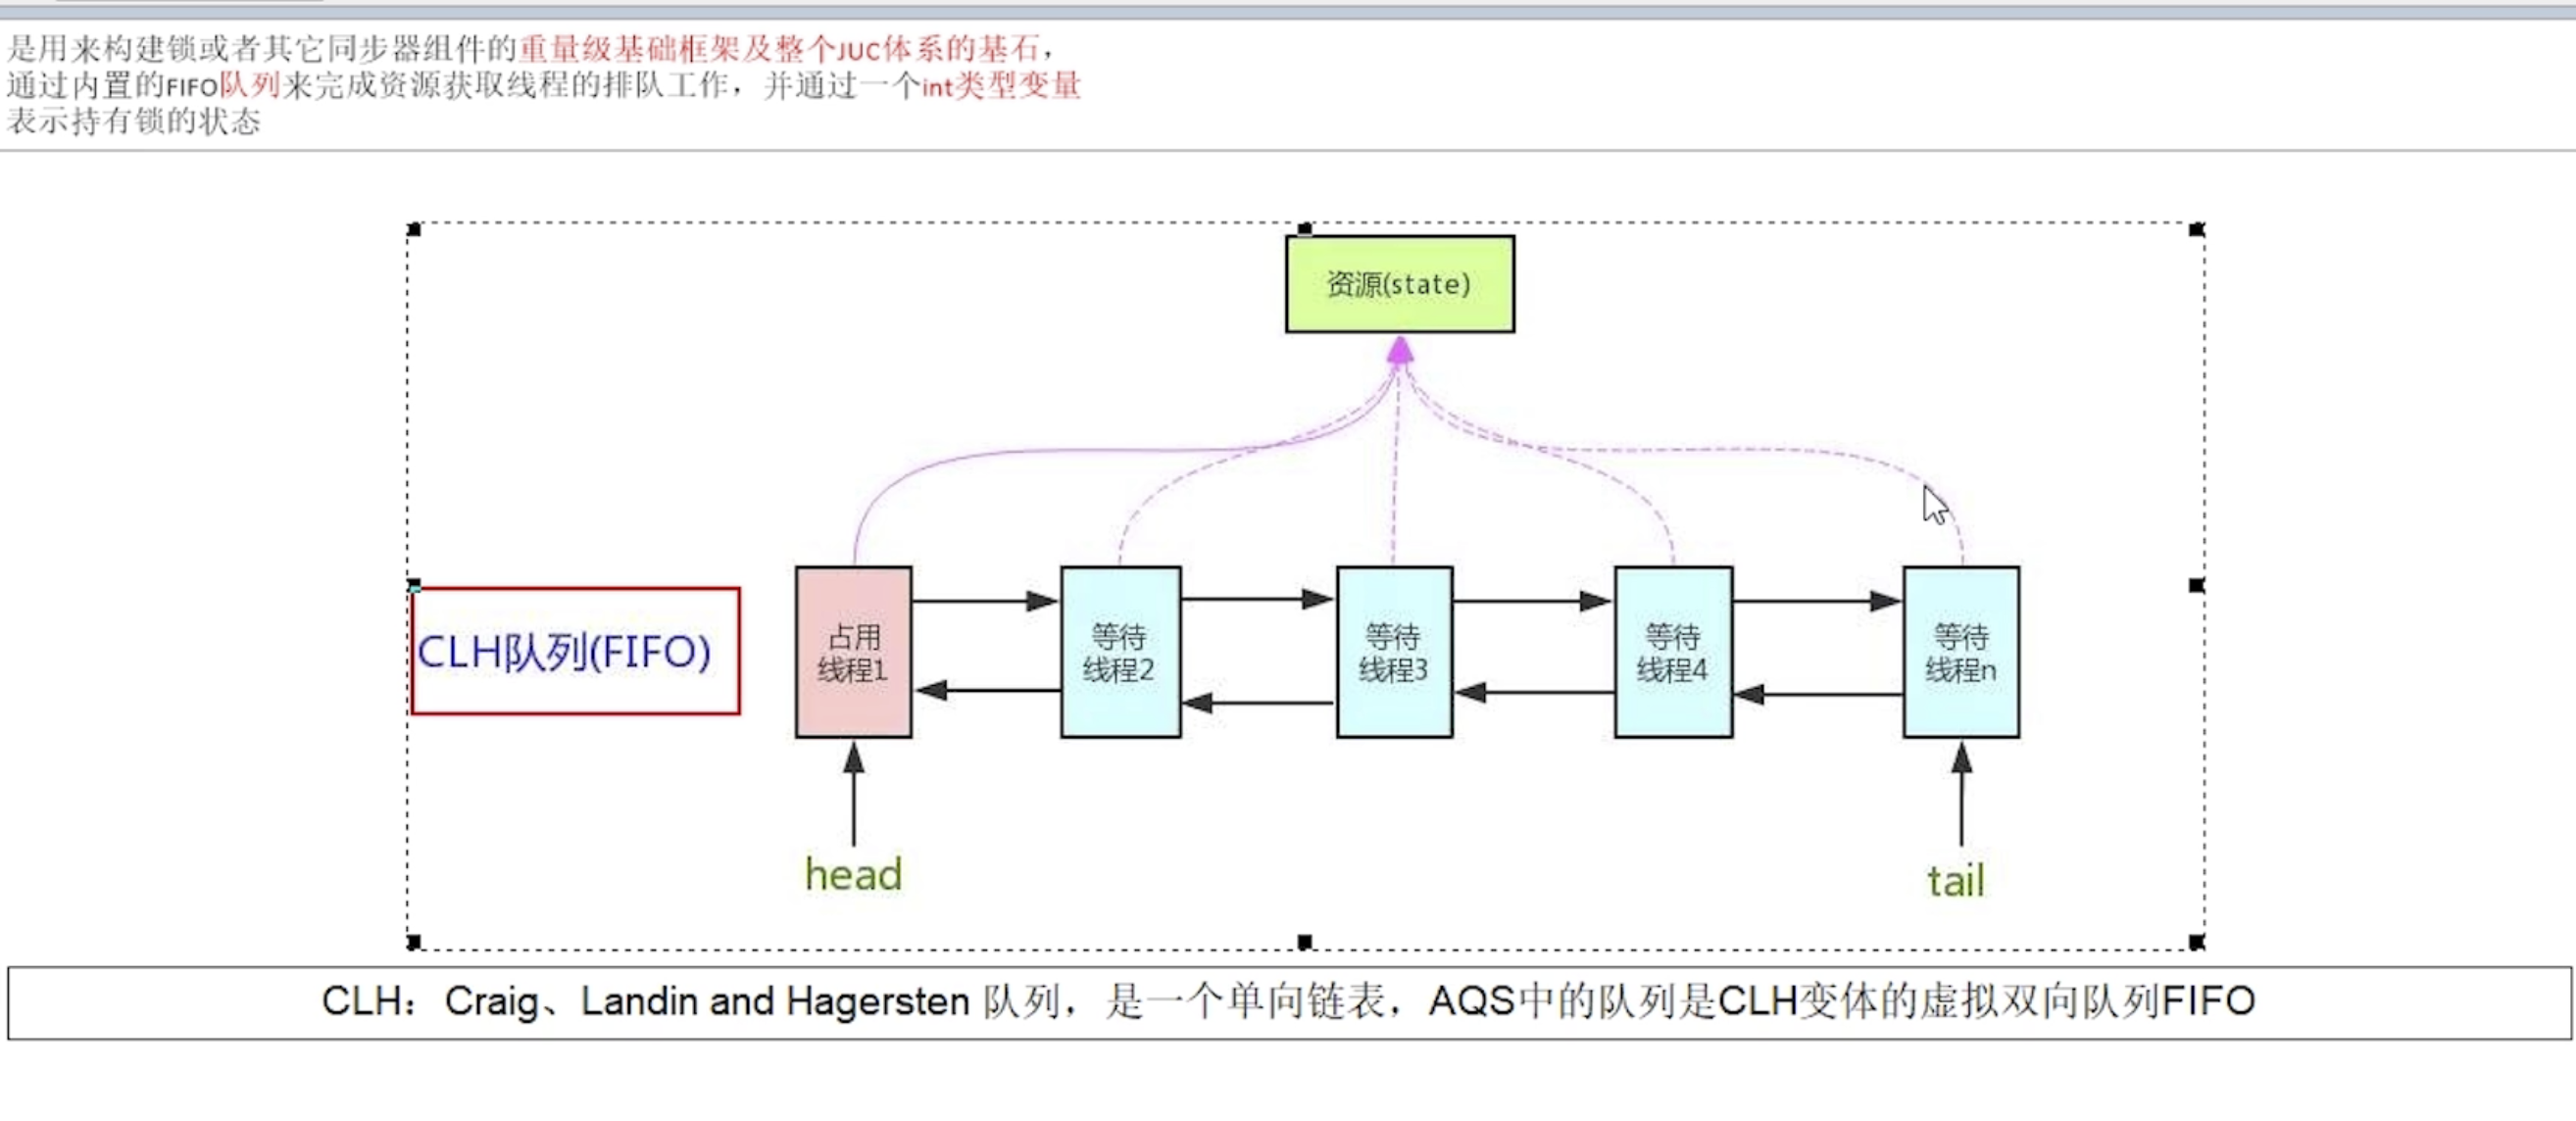 是用来构建锁或者其它同步器组件的重量级基础框架及整个JUC体系的基石，
通过内置的FIFO队列来完成资源获取线程的排队工作，并通过一个int类型变量
表示持有锁的状态
资源(state)
CLH队列(FIFO)
占用
线程1
等待
线程2
等待
线程3
等待
线程4
等待
线程n
head
tail
CLH：Craig、Landin and Hagersten 队列，是一个单向链表，AQS中的队列是CLH变体的虚拟双向队列FIFO